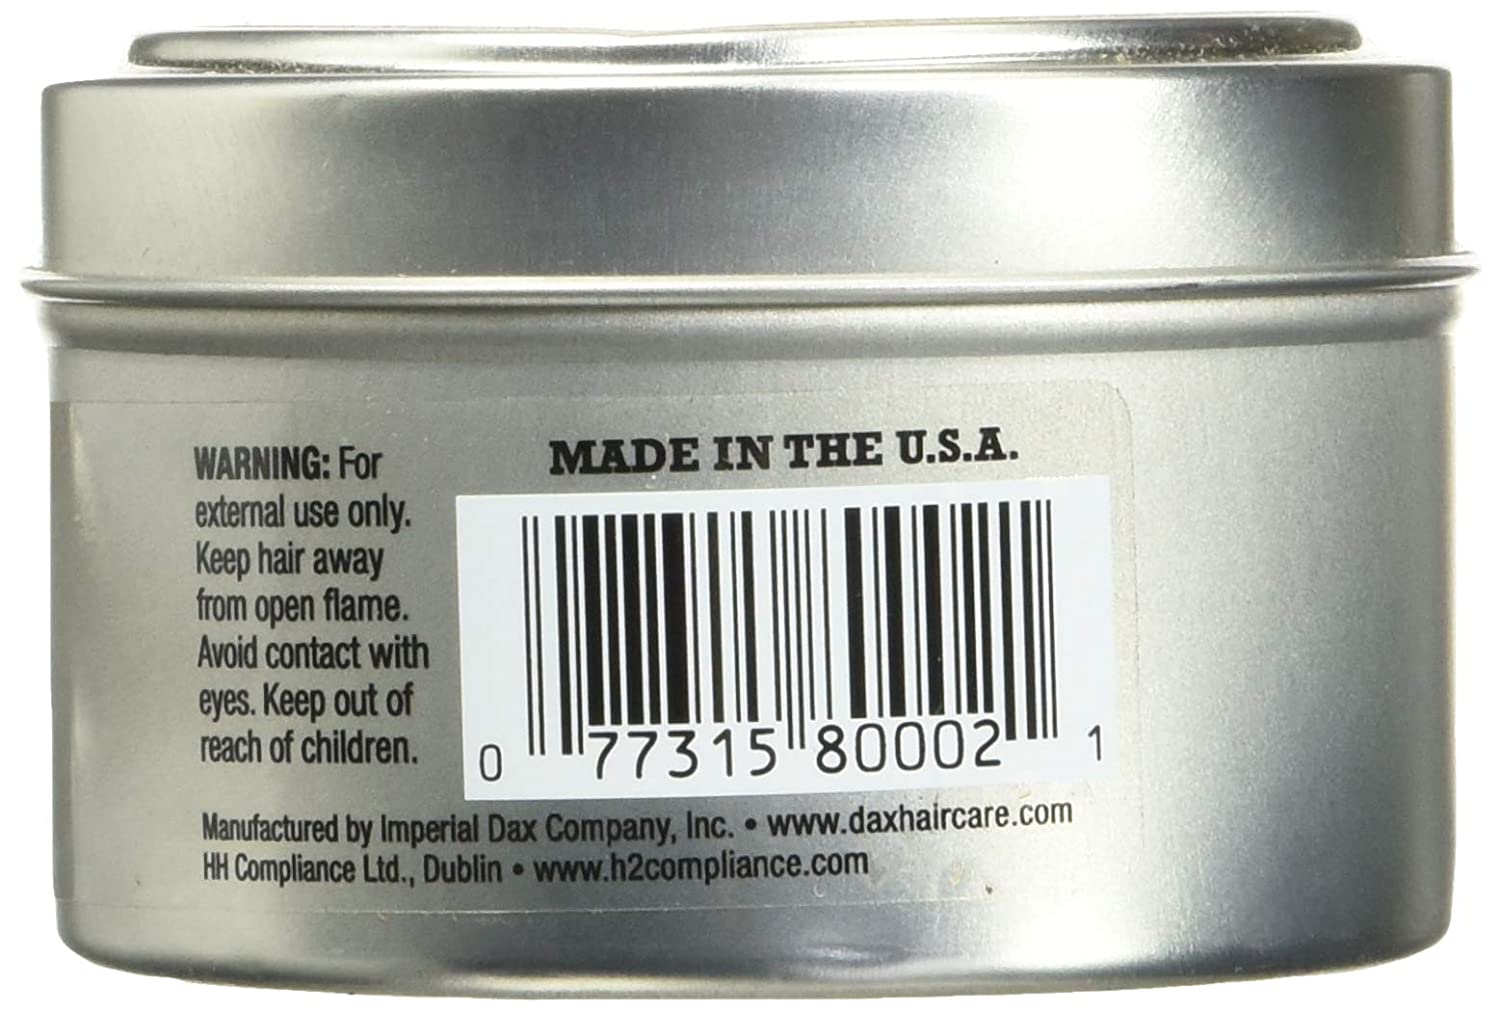 WARNING: For
external use only.
Keep hair away
from open flame.
Avoid contact with
eyes. Keep out of
reach of children.
MADE IN THE U.S.A.
0 77315 80002 1
Manufactured by Imperial Dax Company, Inc. • www.daxhaircare.com
HH Compliance Ltd., Dublin • www.h2compliance.com